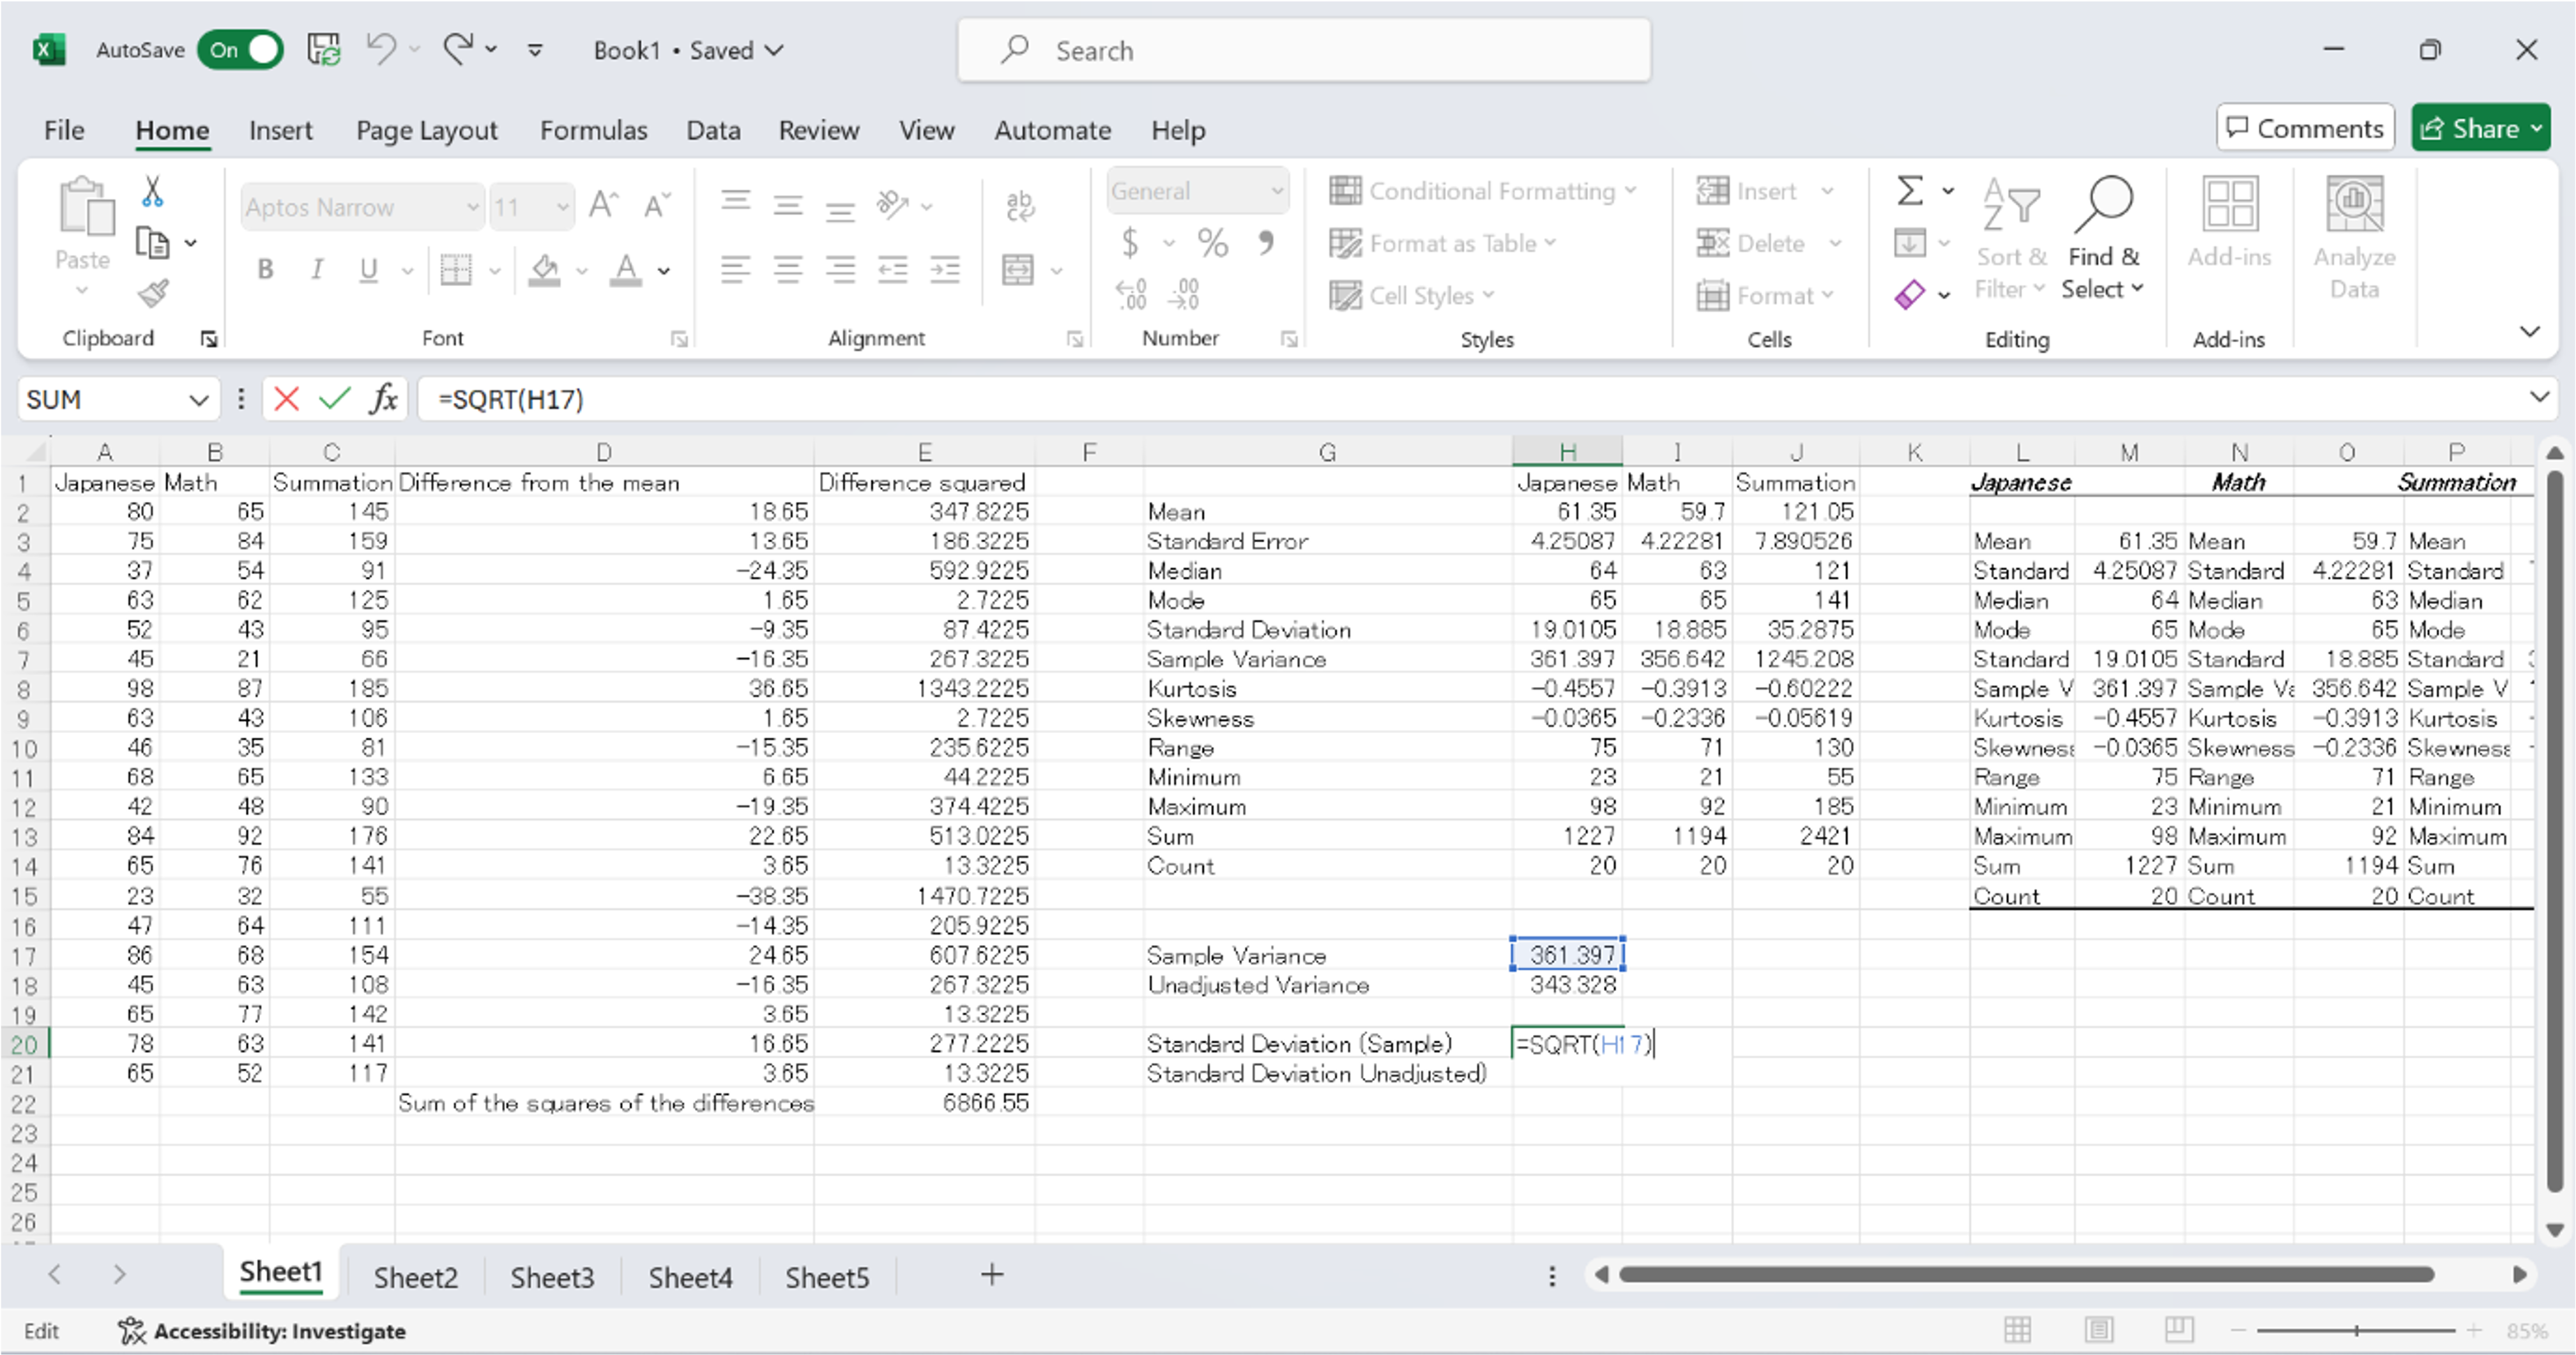 AutoSave On Book1 • Saved Search
File Home Insert Page Layout Formulas Data Review View Automate Help Comments Share
Paste Aptos Narrow 11 A A ab General Conditional Formatting Insert Σ Sort & Filter Find & Select Add-ins Analyze Data
B I U A $ % 9 Format as Table Delete
Cell Styles Format
Clipboard Font Alignment Number Styles Cells Editing Add-ins
SUM fx =SQRT(H17)
A B C D E F G H I J K L M N O P
1 Japanese Math Summation Difference from the mean Difference squared Japanese Math Summation Japanese Math Summation
2 80 65 145 18.65 347.8225 Mean 61.35 59.7 121.05
3 75 84 159 13.65 186.3225 Standard Error 4.25087 4.22281 7.890526 Mean 61.35 Mean 59.7 Mean
4 37 54 91 -24.35 592.9225 Median 64 63 121 Standard 4.25087 Standard 4.22281 Standard
5 63 62 125 1.65 2.7225 Mode 65 65 141 Median 64 Median 63 Median
6 52 43 95 -9.35 87.4225 Standard Deviation 19.0105 18.885 35.2875 Mode 65 Mode 65 Mode
7 45 21 66 -16.35 267.3225 Sample Variance 361.397 356.642 1245.208 Standard 19.0105 Standard 18.885 Standard
8 98 87 185 36.65 1343.2225 Kurtosis -0.4557 -0.3913 -0.60222 Sample V 361.397 Sample Va 356.642 Sample V
9 63 43 106 1.65 2.7225 Skewness -0.0365 -0.2336 -0.05619 Kurtosis -0.4557 Kurtosis -0.3913 Kurtosis
10 46 35 81 -15.35 235.6225 Range 75 71 130 Skewness -0.0365 Skewness -0.2336 Skewness
11 68 65 133 6.65 44.2225 Minimum 23 21 55 Range 75 Range 71 Range
12 42 48 90 -19.35 374.4225 Maximum 98 92 185 Minimum 23 Minimum 21 Minimum
13 84 92 176 22.65 513.0225 Sum 1227 1194 2421 Maximum 98 Maximum 92 Maximum
14 65 76 141 3.65 13.3225 Count 20 20 20 Sum 1227 Sum 1194 Sum
15 23 32 55 -38.35 1470.7225 Count 20 Count 20 Count
16 47 64 111 -14.35 205.9225
17 86 68 154 24.65 607.6225 Sample Variance 361.397
18 45 63 108 -16.35 267.3225 Unadjusted Variance 343.328
19 65 77 142 3.65 13.3225
20 78 63 141 16.65 277.2225 Standard Deviation (Sample) =SQRT(H17)
21 65 52 117 3.65 13.3225 Standard Deviation Unadjusted)
22 Sum of the squares of the differences 6866.55
23
24
25
26
Sheet1 Sheet2 Sheet3 Sheet4 Sheet5 +
Edit Accessibility: Investigate 85%